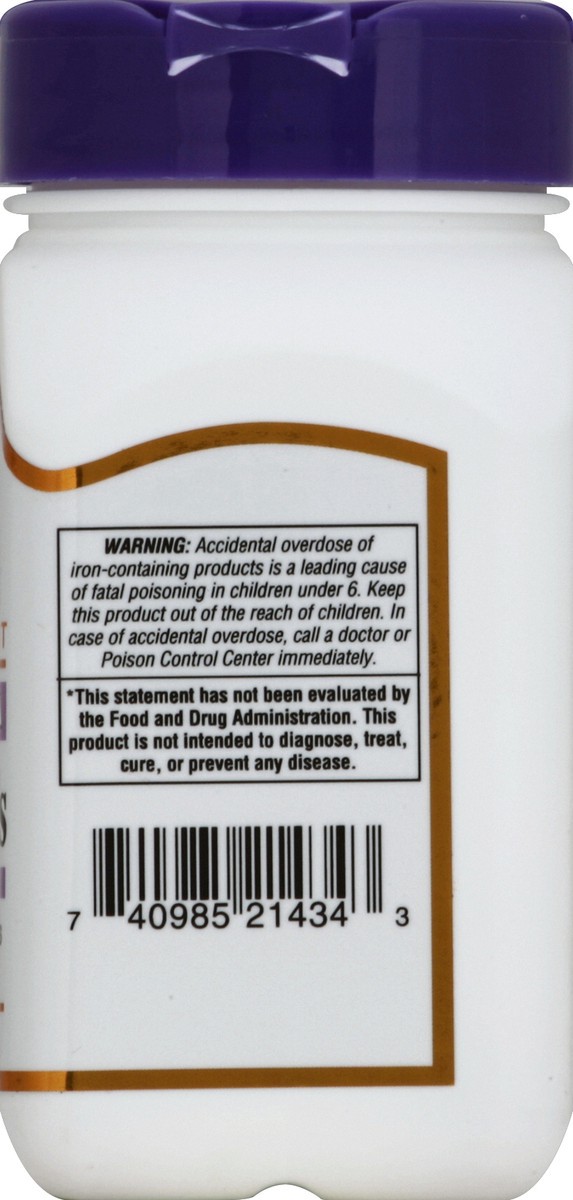 WARNING: Accidental overdose of
iron-containing products is a leading cause
of fatal poisoning in children under 6. Keep
this product out of the reach of children. In
case of accidental overdose, call a doctor or
Poison Control Center immediately.
*This statement has not been evaluated by
the Food and Drug Administration. This
product is not intended to diagnose, treat,
cure, or prevent any disease.
7 40985 21434 3